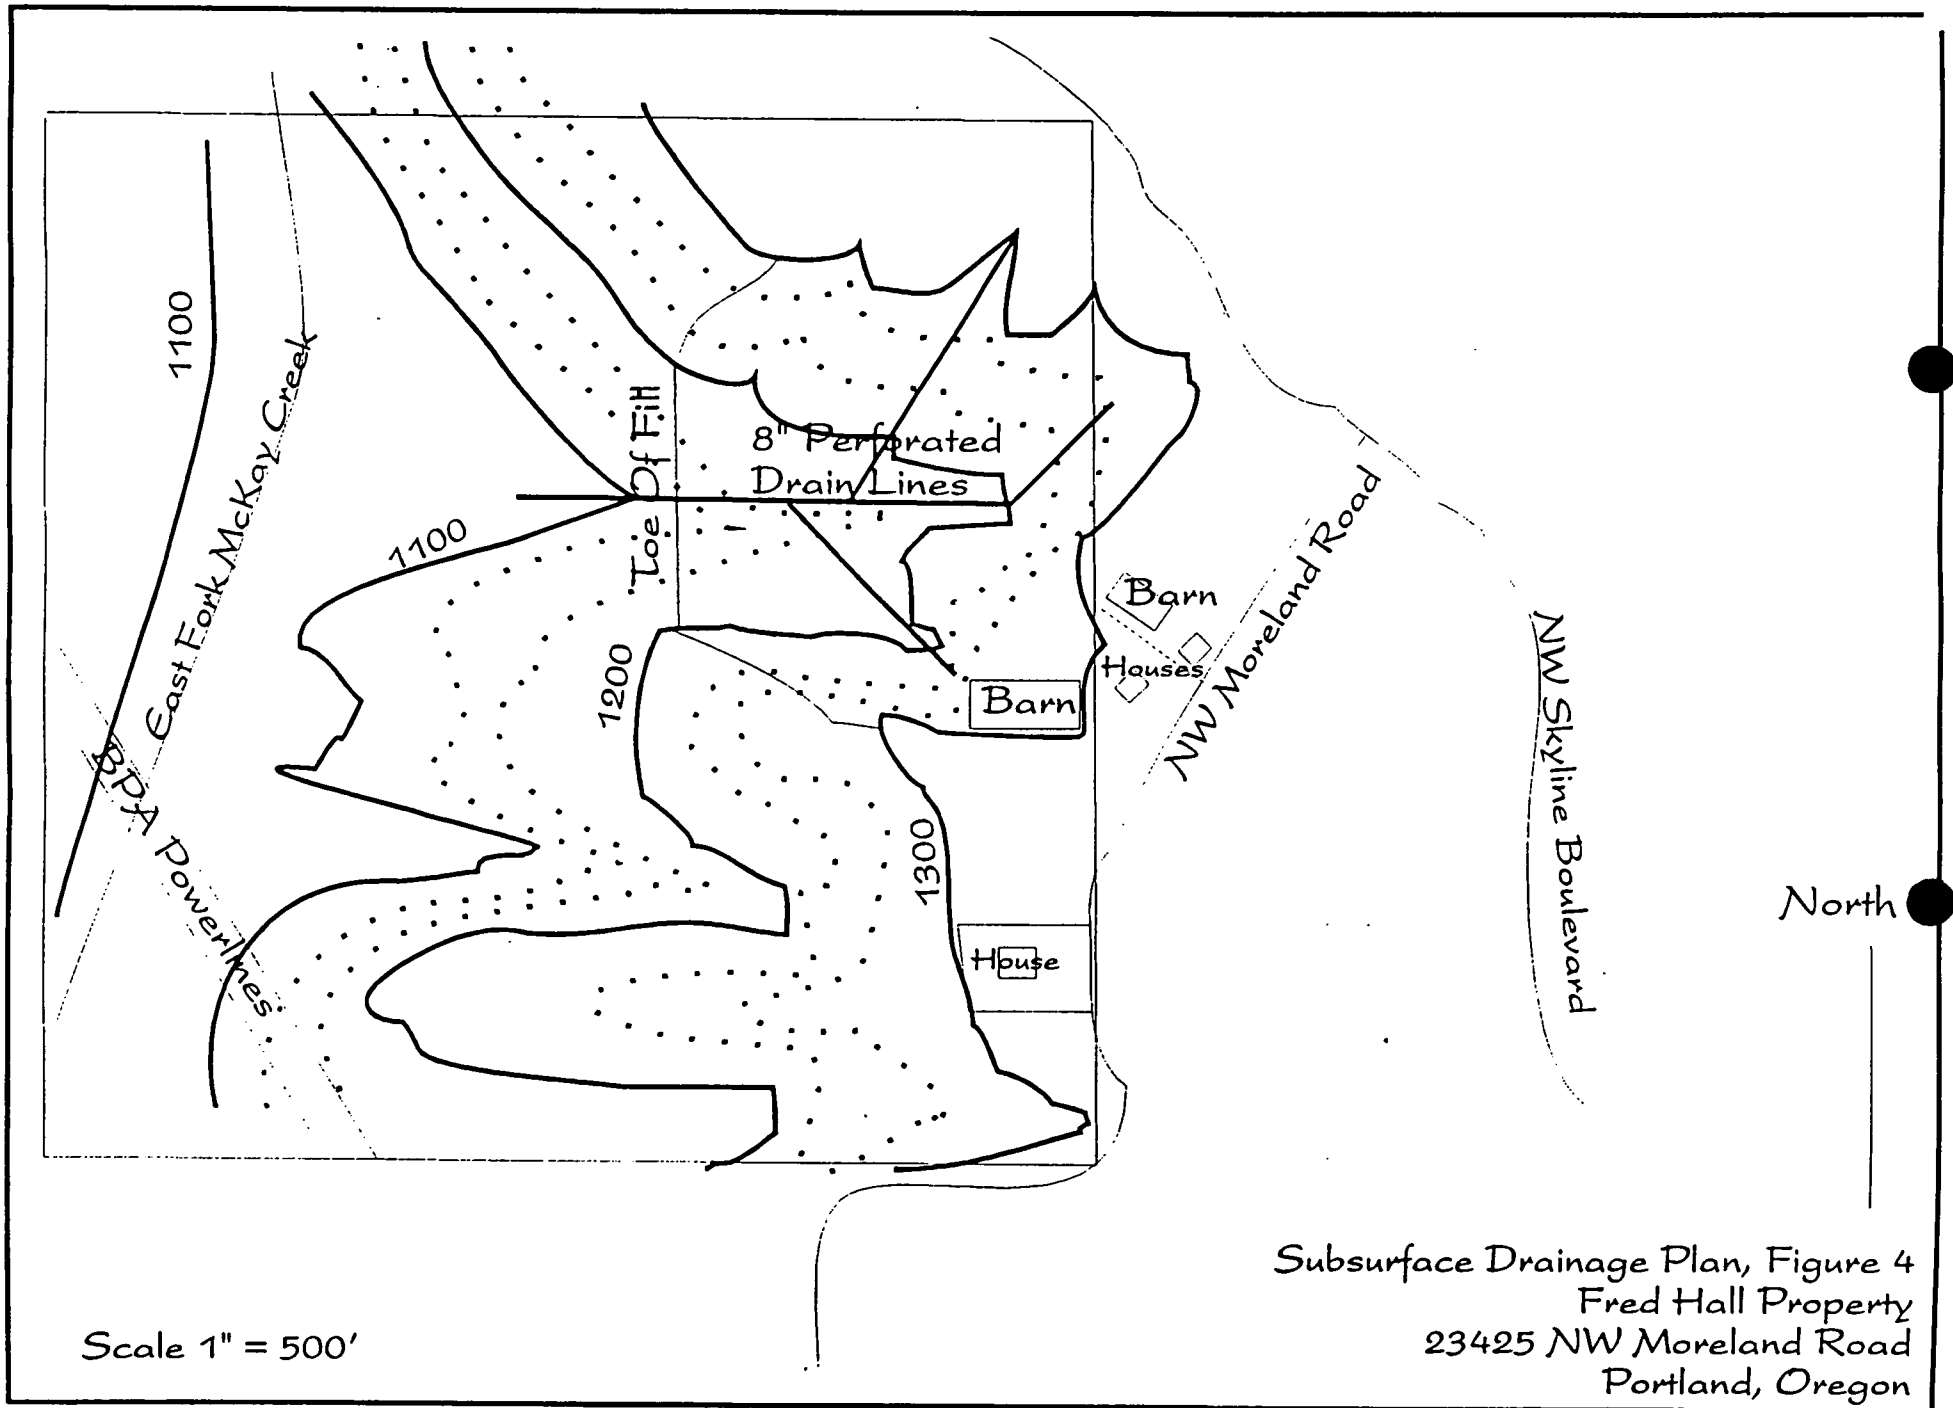 1100
East Fork McKay Creek
BPA Powerlines
1100
Toe Of Fill
8" Perforated
Drain Lines
1200
1300
Barn
Barn
Houses
House
NW Moreland Road
NW Skyline Boulevard
North
Scale 1" = 500'
Subsurface Drainage Plan, Figure 4
Fred Hall Property
23425 NW Moreland Road
Portland, Oregon